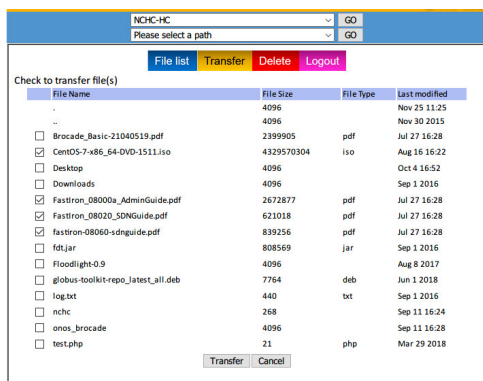 NCHC-HC GO
Please select a path GO
File list Transfer Delete Logout
Check to transfer file(s)
File Name File Size File Type Last modified
. 4096 Nov 25 11:25
.. 4096 Nov 30 2015
Brocade_Basic-21040519.pdf 2399905 pdf Jul 27 16:28
CentOS-7-x86_64-DVD-1511.iso 4329570304 iso Aug 16 16:22
Desktop 4096 Oct 4 16:52
Downloads 4096 Sep 1 2016
FastIron_08000a_AdminGuide.pdf 2672877 pdf Jul 27 16:28
FastIron_08020_SDNGuide.pdf 621018 pdf Jul 27 16:28
fastiron-08060-sdnguide.pdf 839256 pdf Jul 27 16:28
fdt.jar 808569 jar Sep 1 2016
Floodlight-0.9 4096 Aug 8 2017
globus-toolkit-repo_latest_all.deb 7764 deb Jun 1 2018
log.txt 440 txt Sep 1 2016
nchc 268 Sep 11 16:24
onos_brocade 4096 Sep 11 16:28
test.php 21 php Mar 29 2018
Transfer Cancel